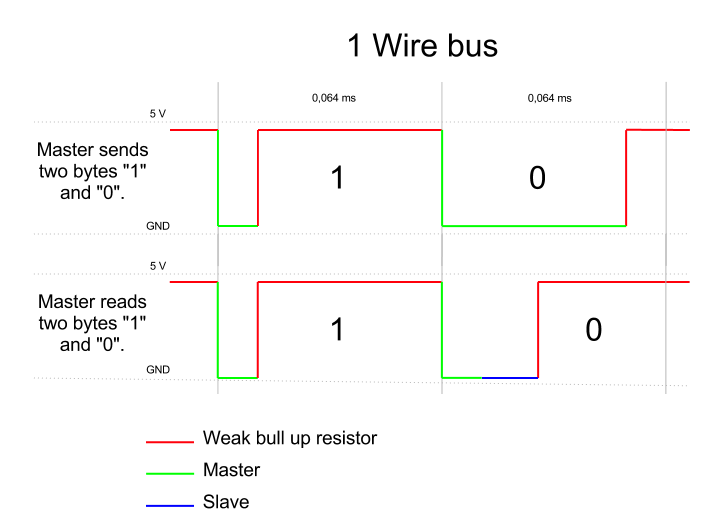 1 Wire bus
0,064 ms
0,064 ms
5 V
Master sends
two bytes "1"
and "0".
1
0
GND
5 V
Master reads
two bytes "1"
and "0".
1
0
GND
Weak bull up resistor
Master
Slave